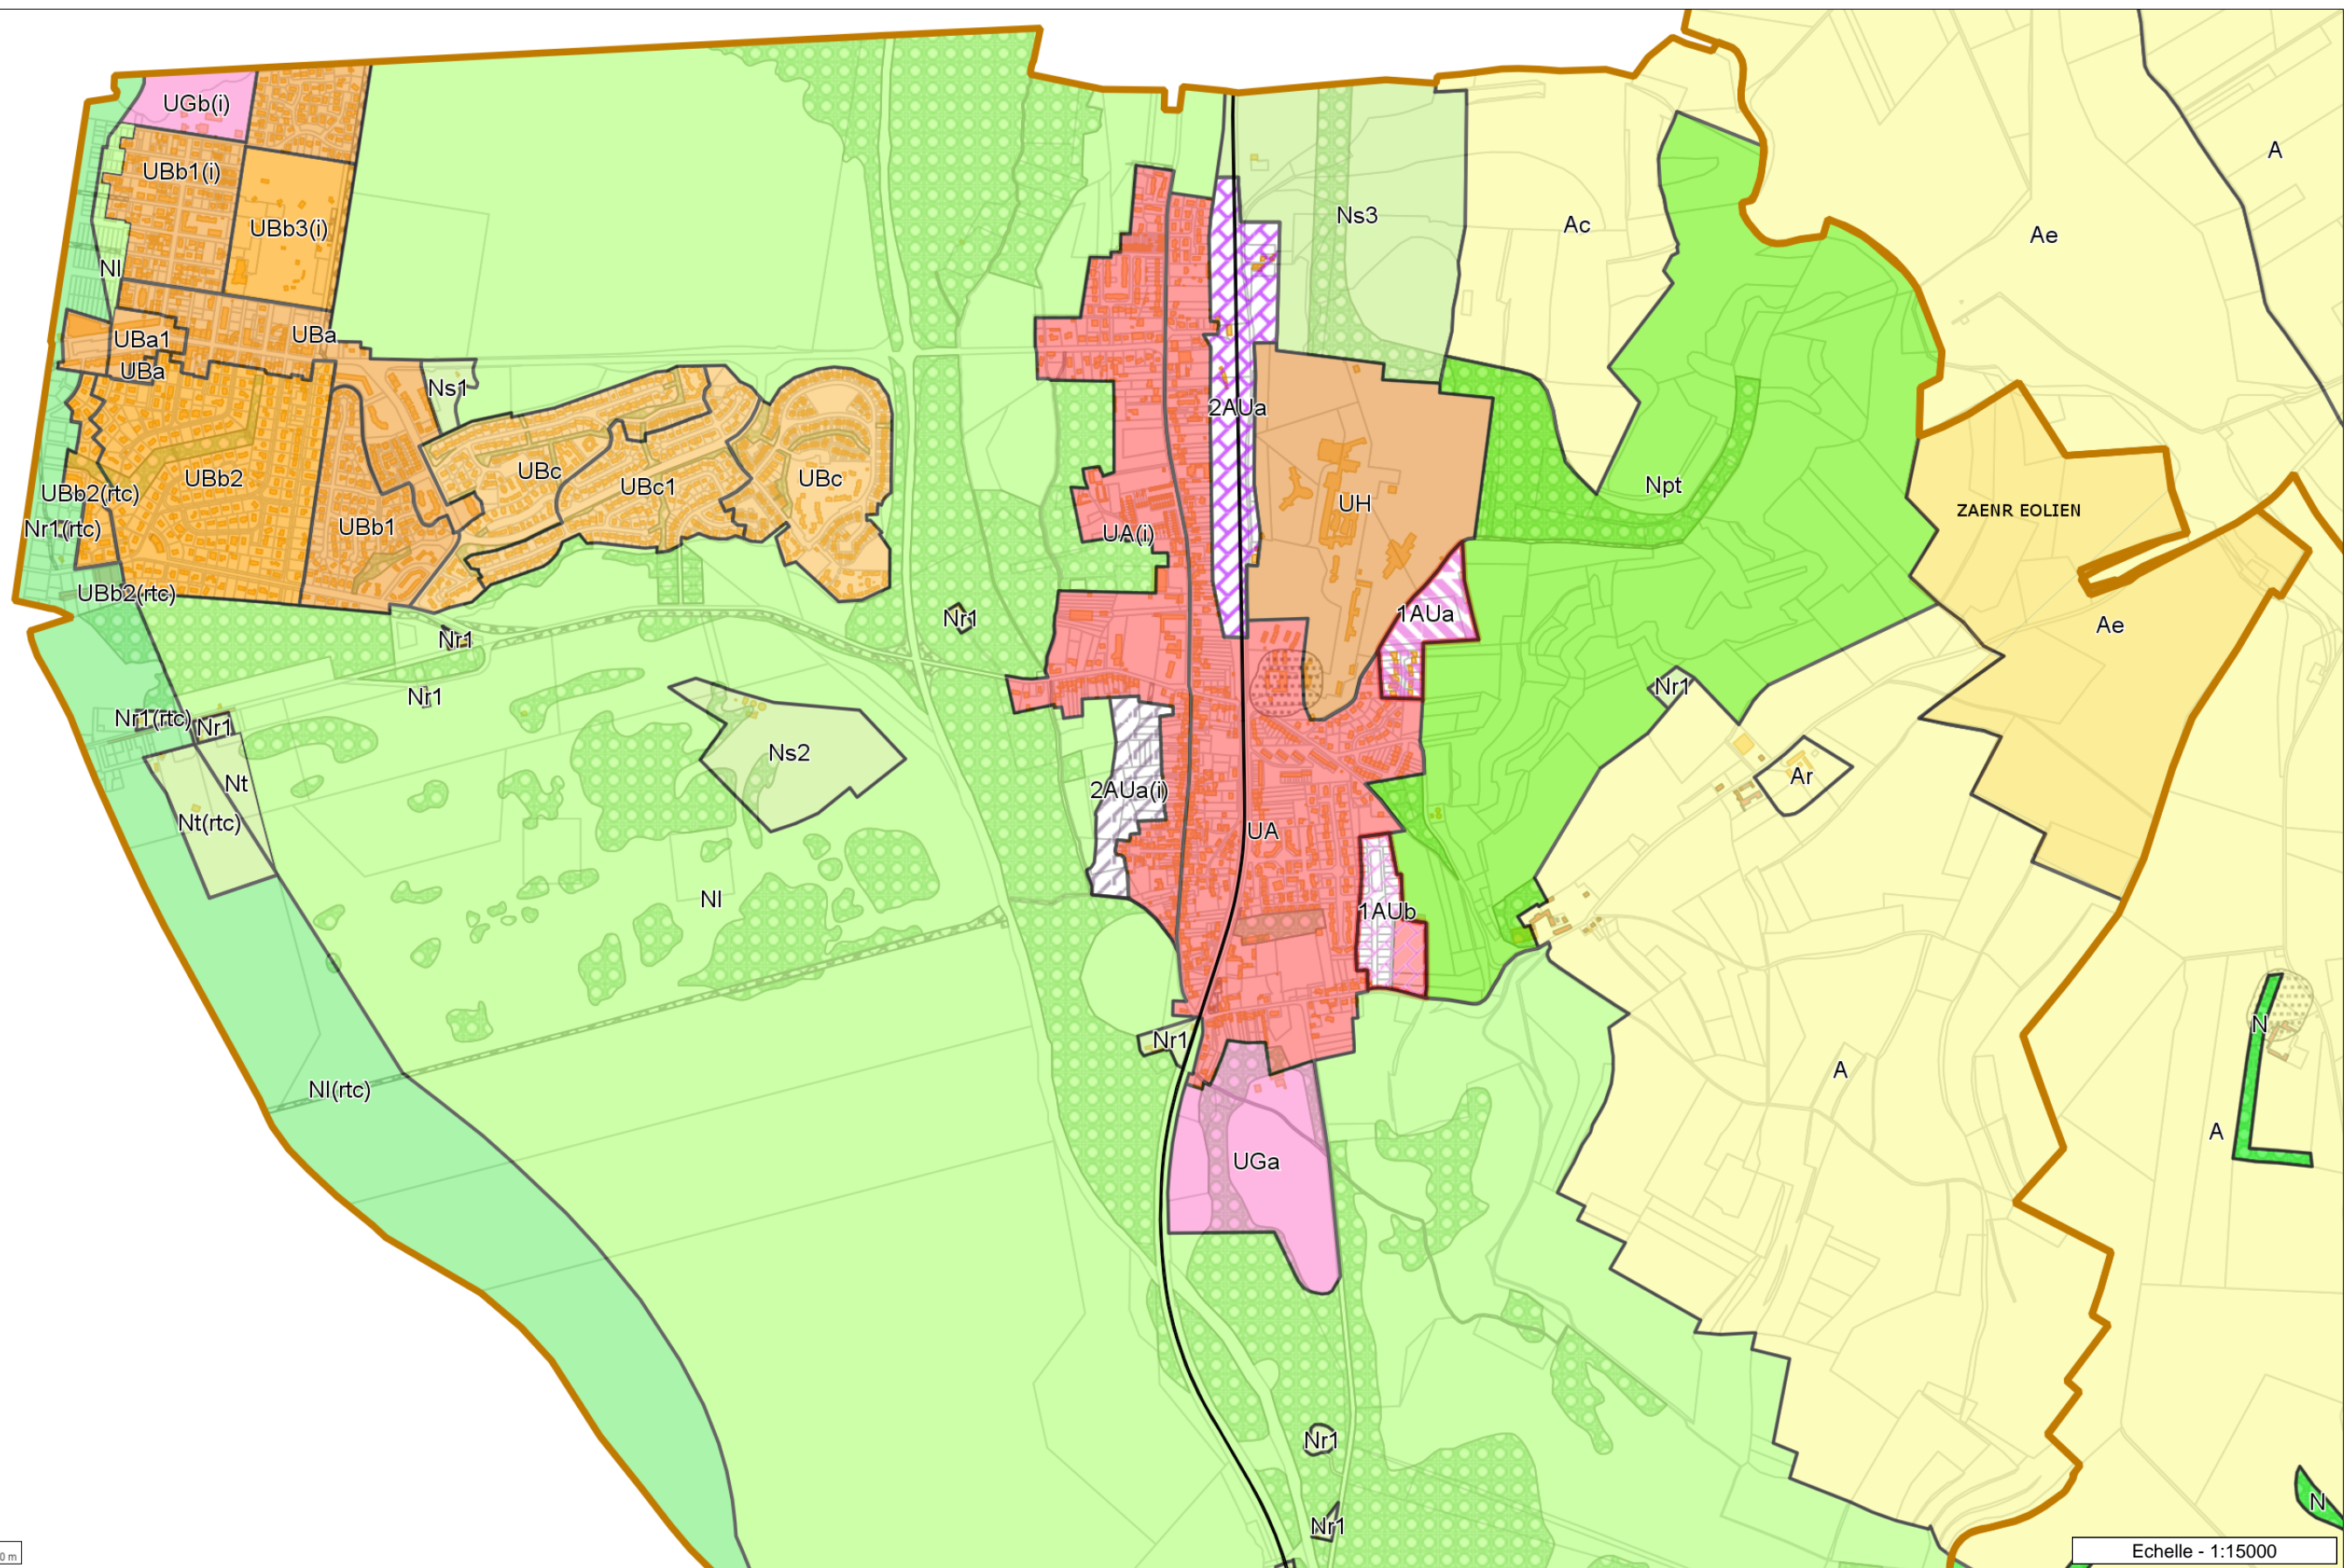 UGb(i)
A
UBb1(i)
Ns3
Ac
UBb3(i)
Ae
Nl
UBa
UBa1
UBa
Ns1
2AUa
UBc
UBb2
UBc
UBc1
Npt
UBb2(rtc)
UH
ZAENR EOLIEN
Nr1(rtc)
UBb1
UA(i)
UBb2(rtc)
1AUa
Nr1
Ae
Nr1
Nr1
Nr1
Nr1(rtc)
Nr1
Ns2
Ar
Nt
2AUa(i)
Nt(rtc)
UA
Nl
1AUb
N
Nr1
A
Nl(rtc)
A
UGa
Nr1
N
Nr1
Echelle - 1:15000
0 m